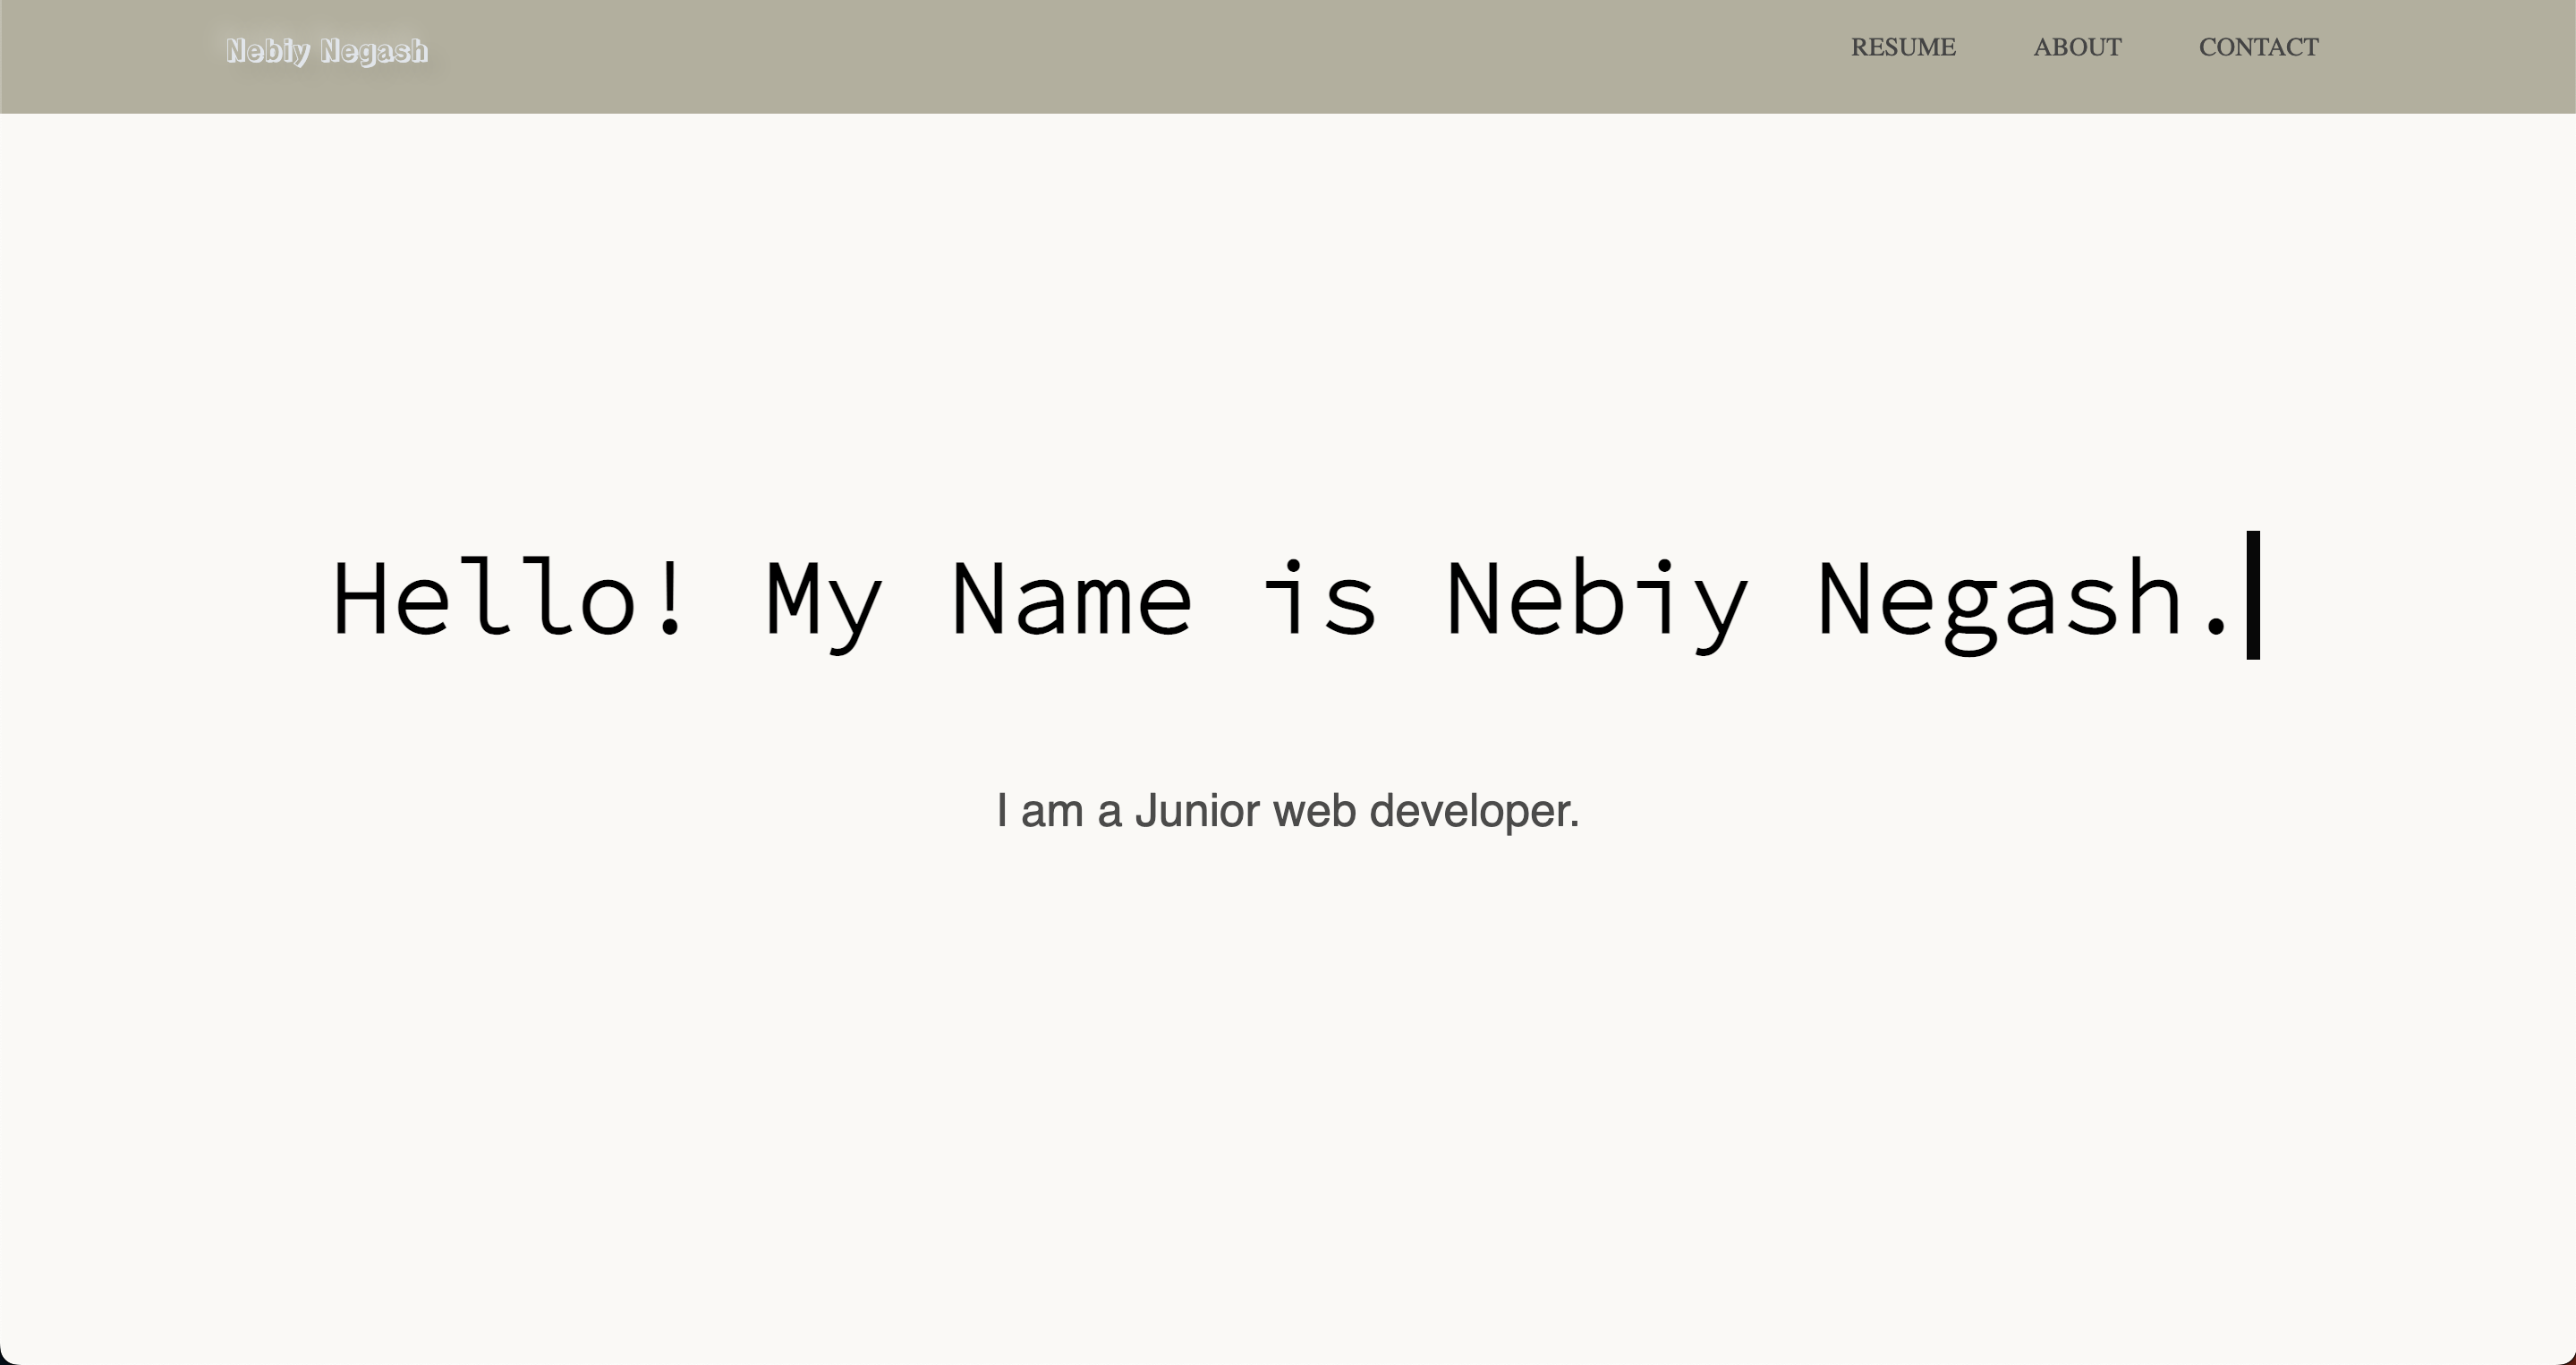 Nebiy Negash
RESUME ABOUT CONTACT
Hello! My Name is Nebiy Negash.
I am a Junior web developer.